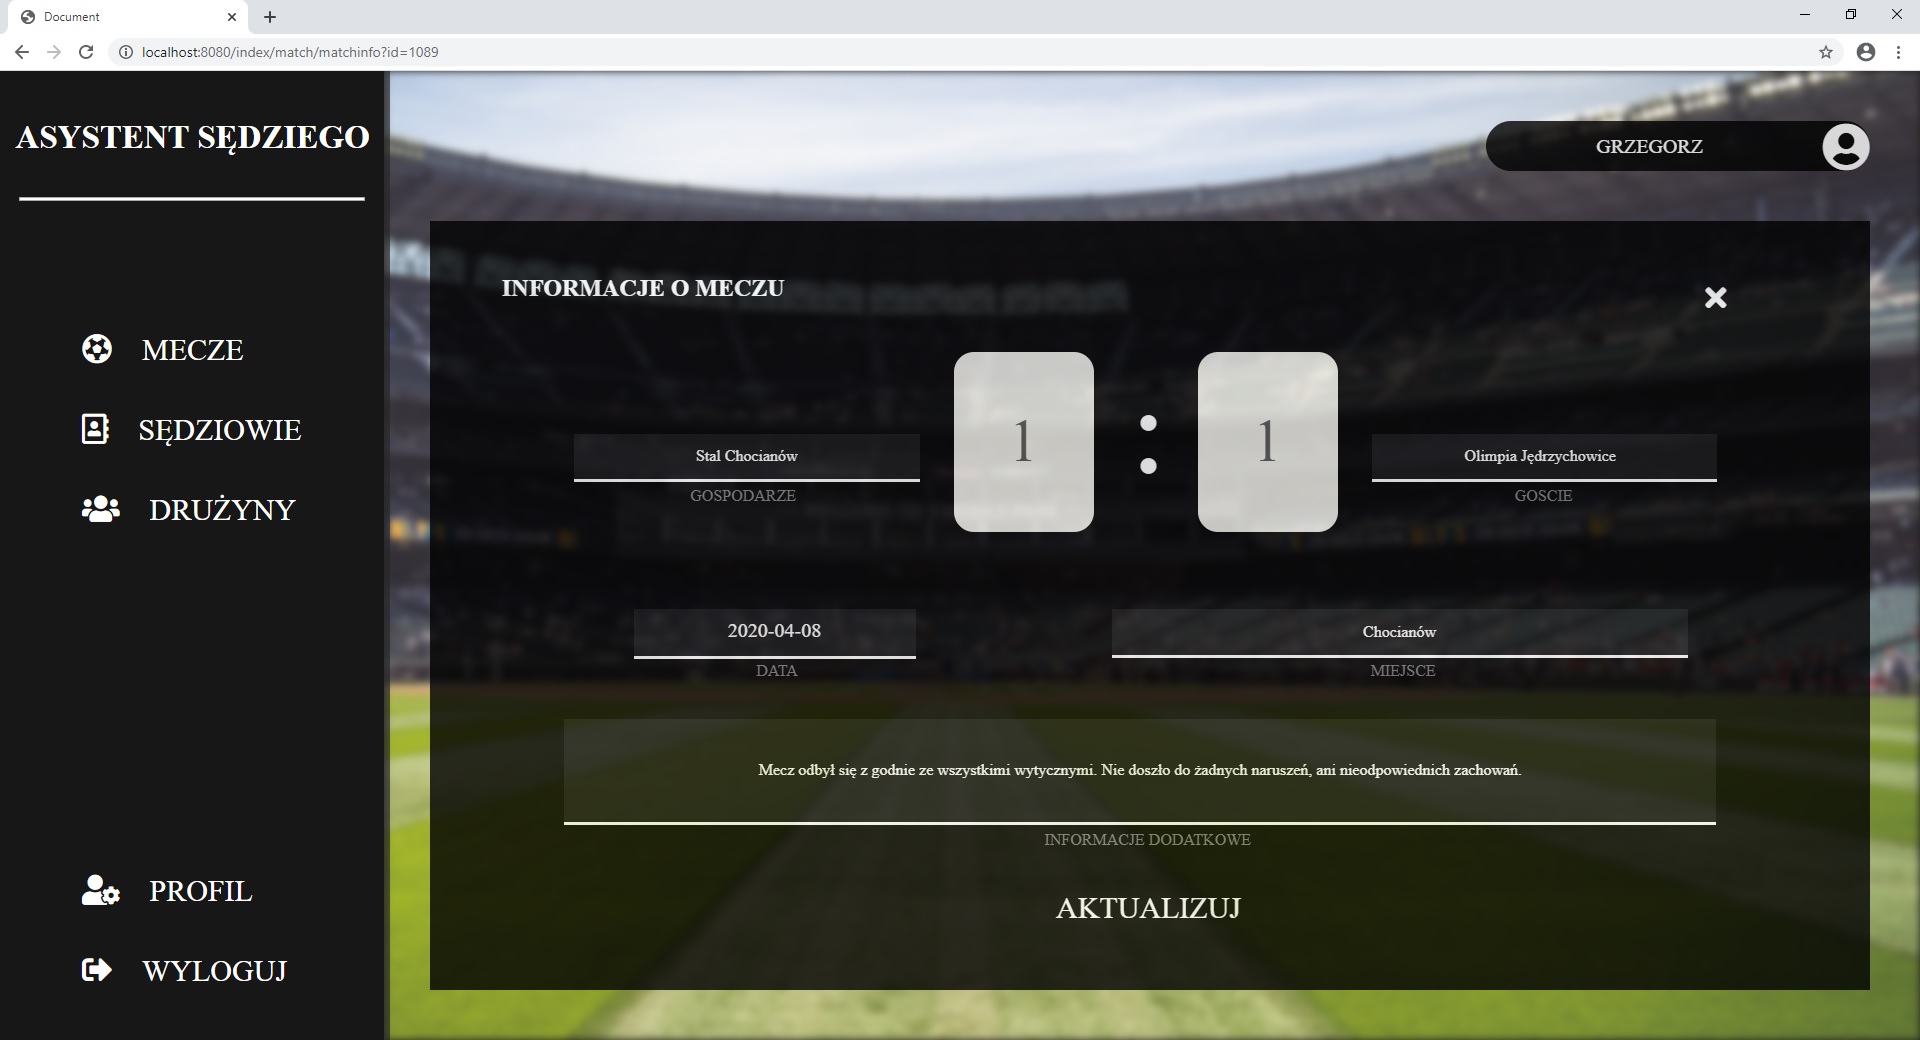 Document
localhost:8080/index/match/matchinfo?id=1089
ASYSTENT SĘDZIEGO
GRZEGORZ
MECZE
SĘDZIOWIE
DRUŻYNY
PROFIL
WYLOGUJ
INFORMACJE O MECZU
1 : 1
Stal Chocianów
GOSPODARZE
Olimpia Jędrzychowice
GOSCIE
2020-04-08
DATA
Chocianów
MIEJSCE
Mecz odbył się z godnie ze wszystkimi wytycznymi. Nie doszło do żadnych naruszeń, ani nieodpowiednich zachowań.
INFORMACJE DODATKOWE
AKTUALIZUJ